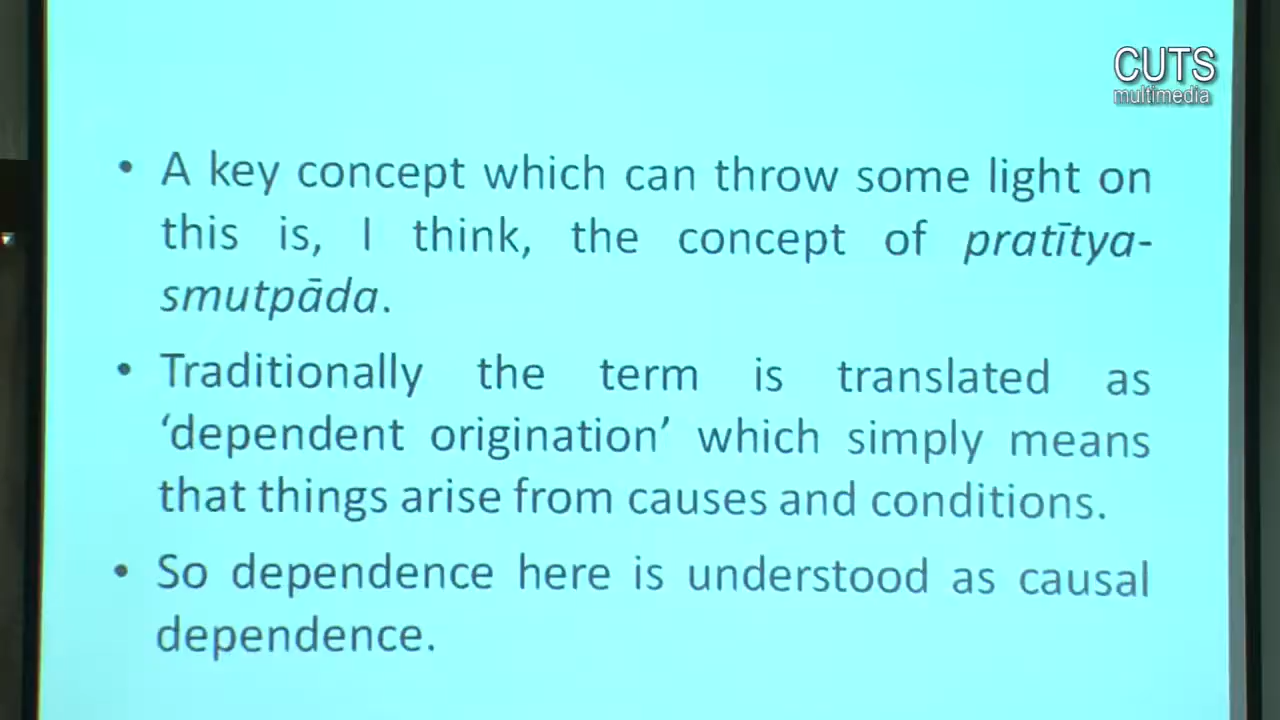 CUTS
multimedia
• A key concept which can throw some light on
this is, I think, the concept of pratītya-
smutpāda.
• Traditionally the term is translated as
‘dependent origination’ which simply means
that things arise from causes and conditions.
• So dependence here is understood as causal
dependence.